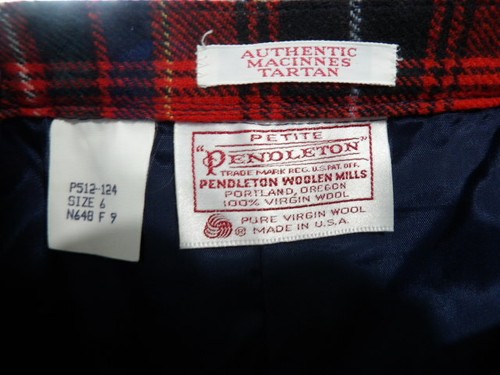 AUTHENTIC
MACINNES
TARTAN
P512-124
SIZE 6
N648 F 9
PETITE
"PENDLETON"
TRADE MARK REG. U.S. PAT. OFF.
PENDLETON WOOLEN MILLS
PORTLAND, OREGON
100% VIRGIN WOOL
PURE VIRGIN WOOL
® MADE IN U.S.A.